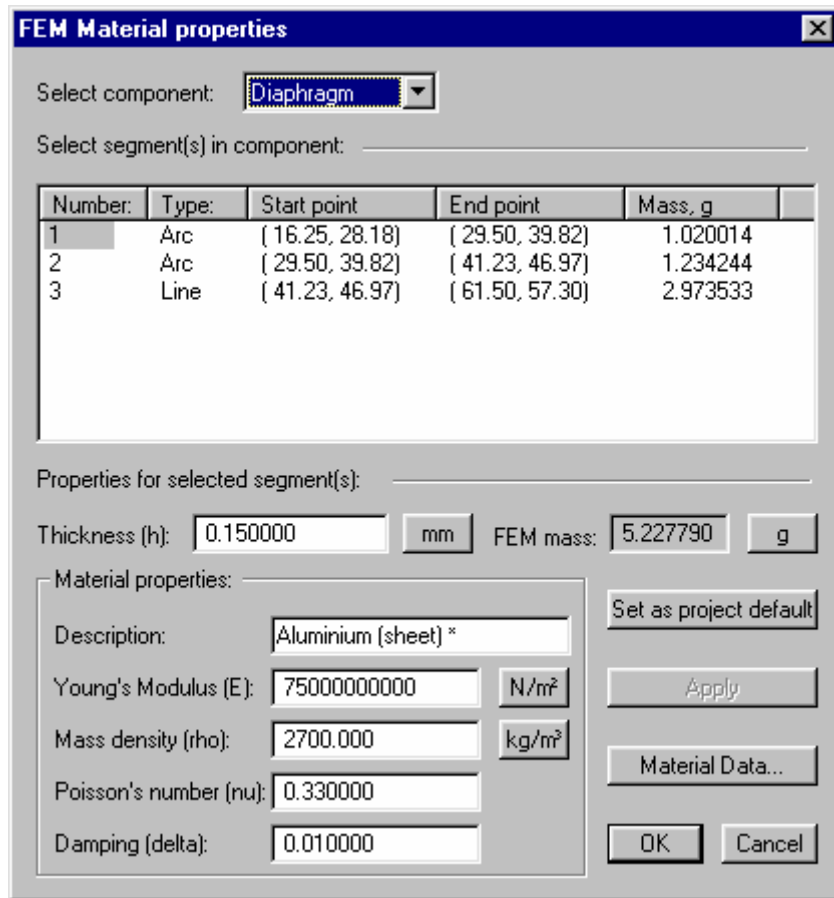 FEM Material properties
Select component: Diaphragm
Select segment(s) in component:
Number: Type: Start point End point Mass, g
1 Arc ( 16.25, 28.18) ( 29.50, 39.82) 1.020014
2 Arc ( 29.50, 39.82) ( 41.23, 46.97) 1.234244
3 Line ( 41.23, 46.97) ( 61.50, 57.30) 2.973533
Properties for selected segment(s):
Thickness (h): 0.150000 mm FEM mass: 5.227790 g
Material properties:
Set as project default
Description: Aluminium (sheet) *
Young's Modulus (E): 75000000000 N/m² Apply
Mass density (rho): 2700.000 kg/m³
Material Data...
Poisson's number (nu): 0.330000
Damping (delta): 0.010000 OK Cancel